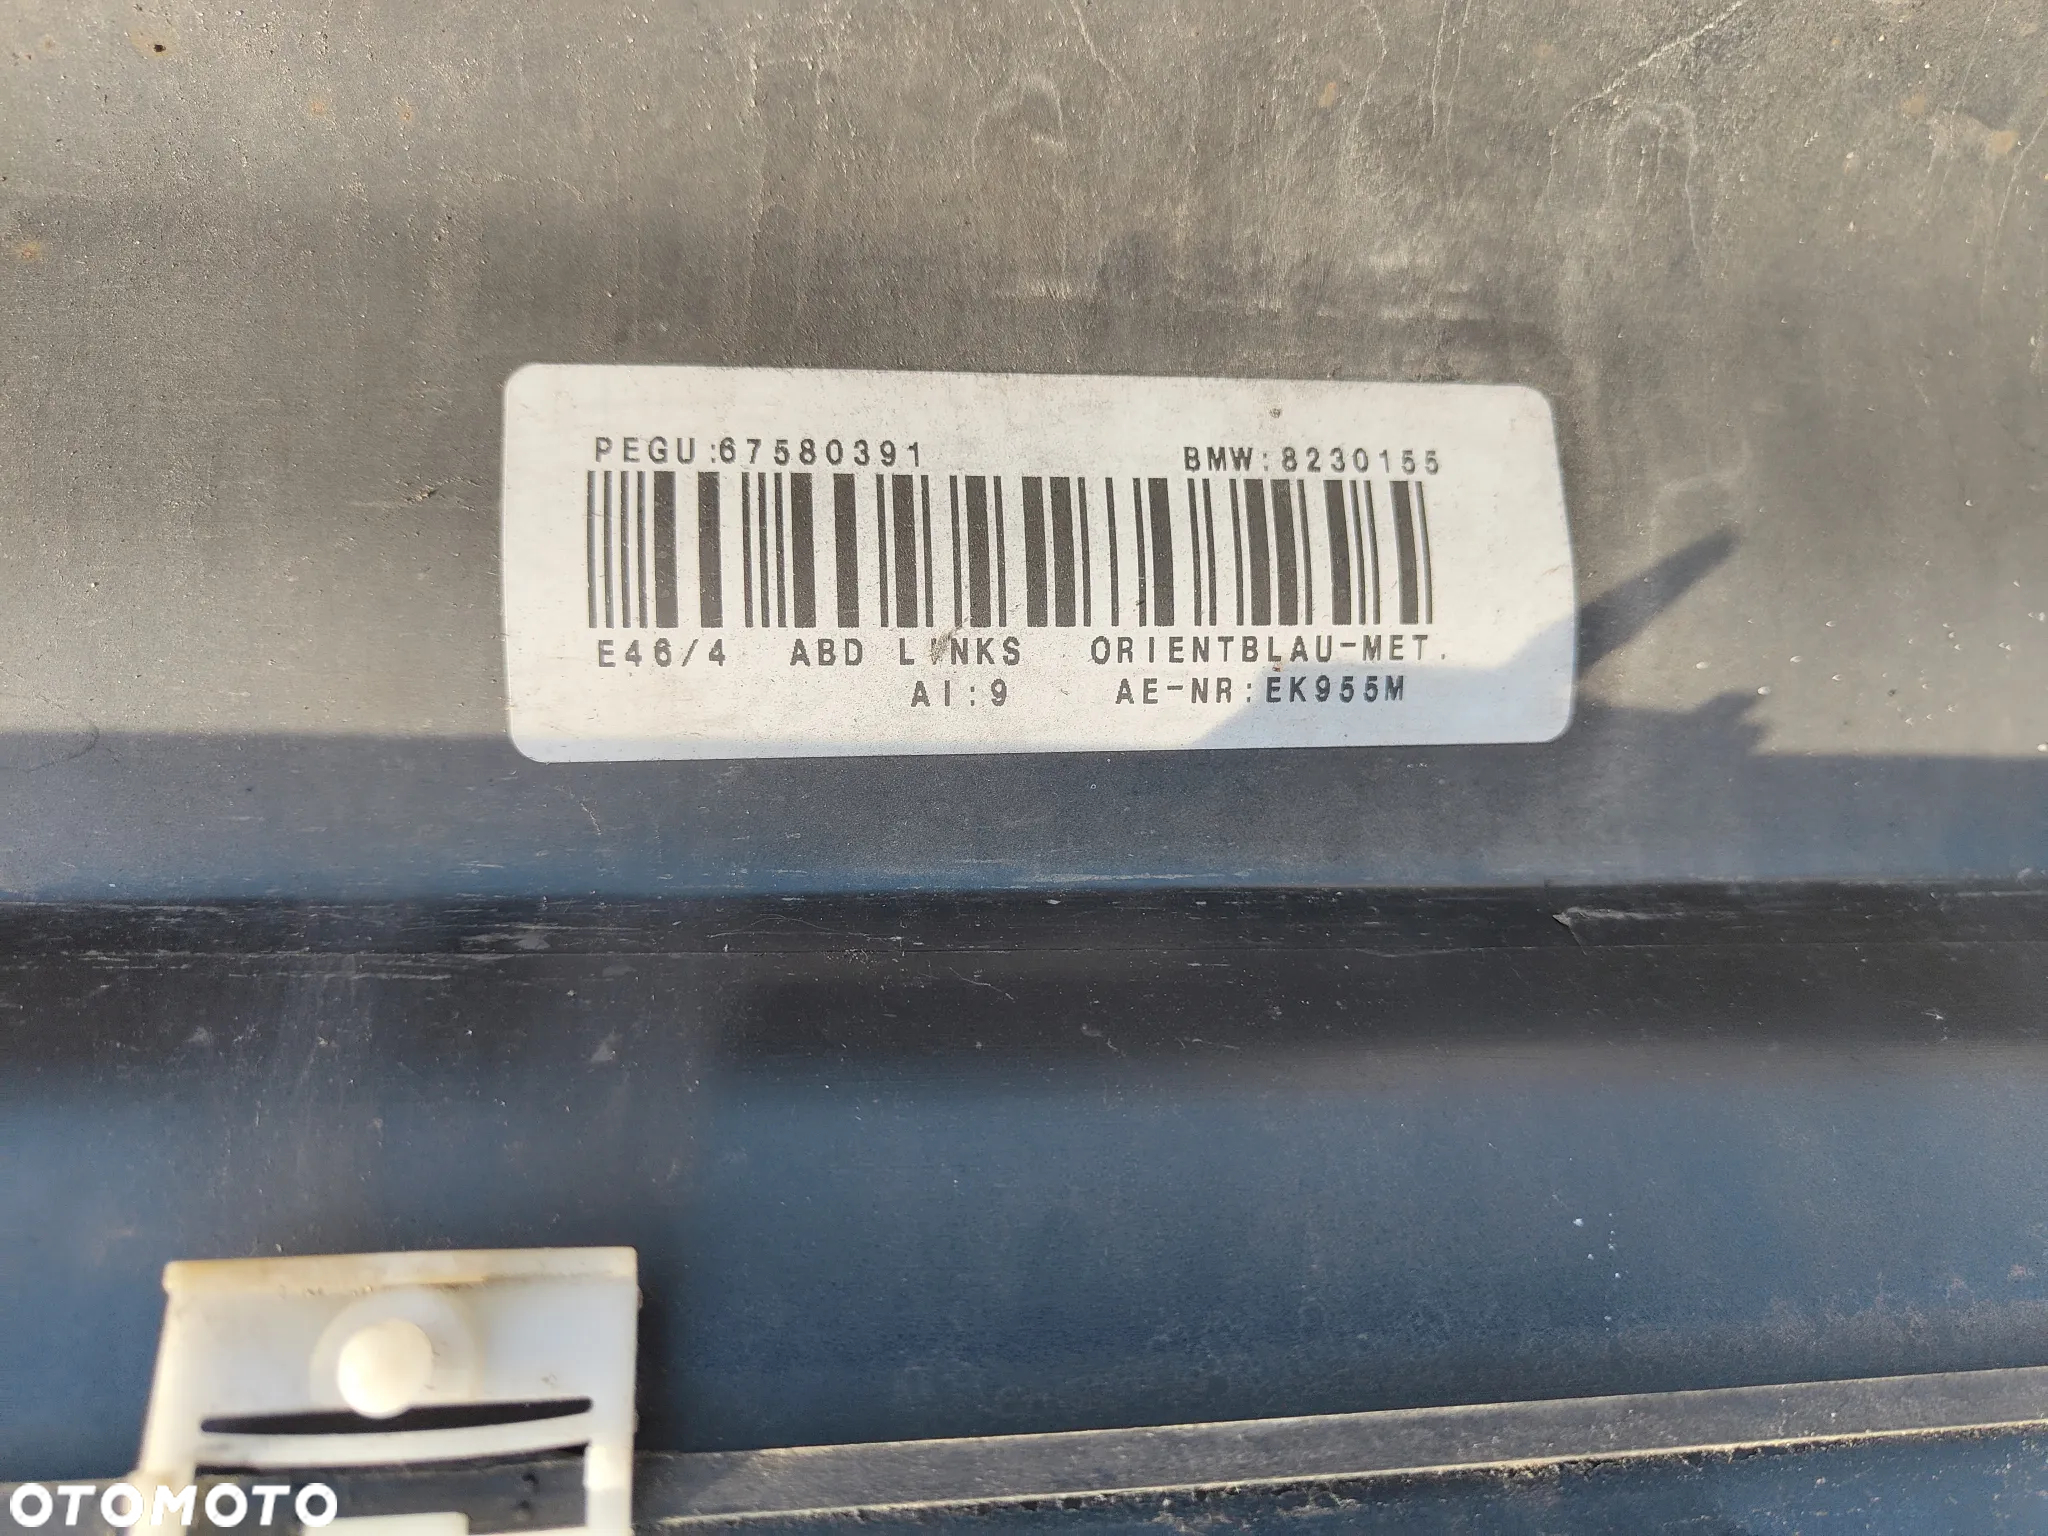 PEGU:67580391 BMW:8230155
E46/4 ABD LINKS ORIENTBLAU-MET.
AI:9 AE-NR:EK955M
OTOMOTO